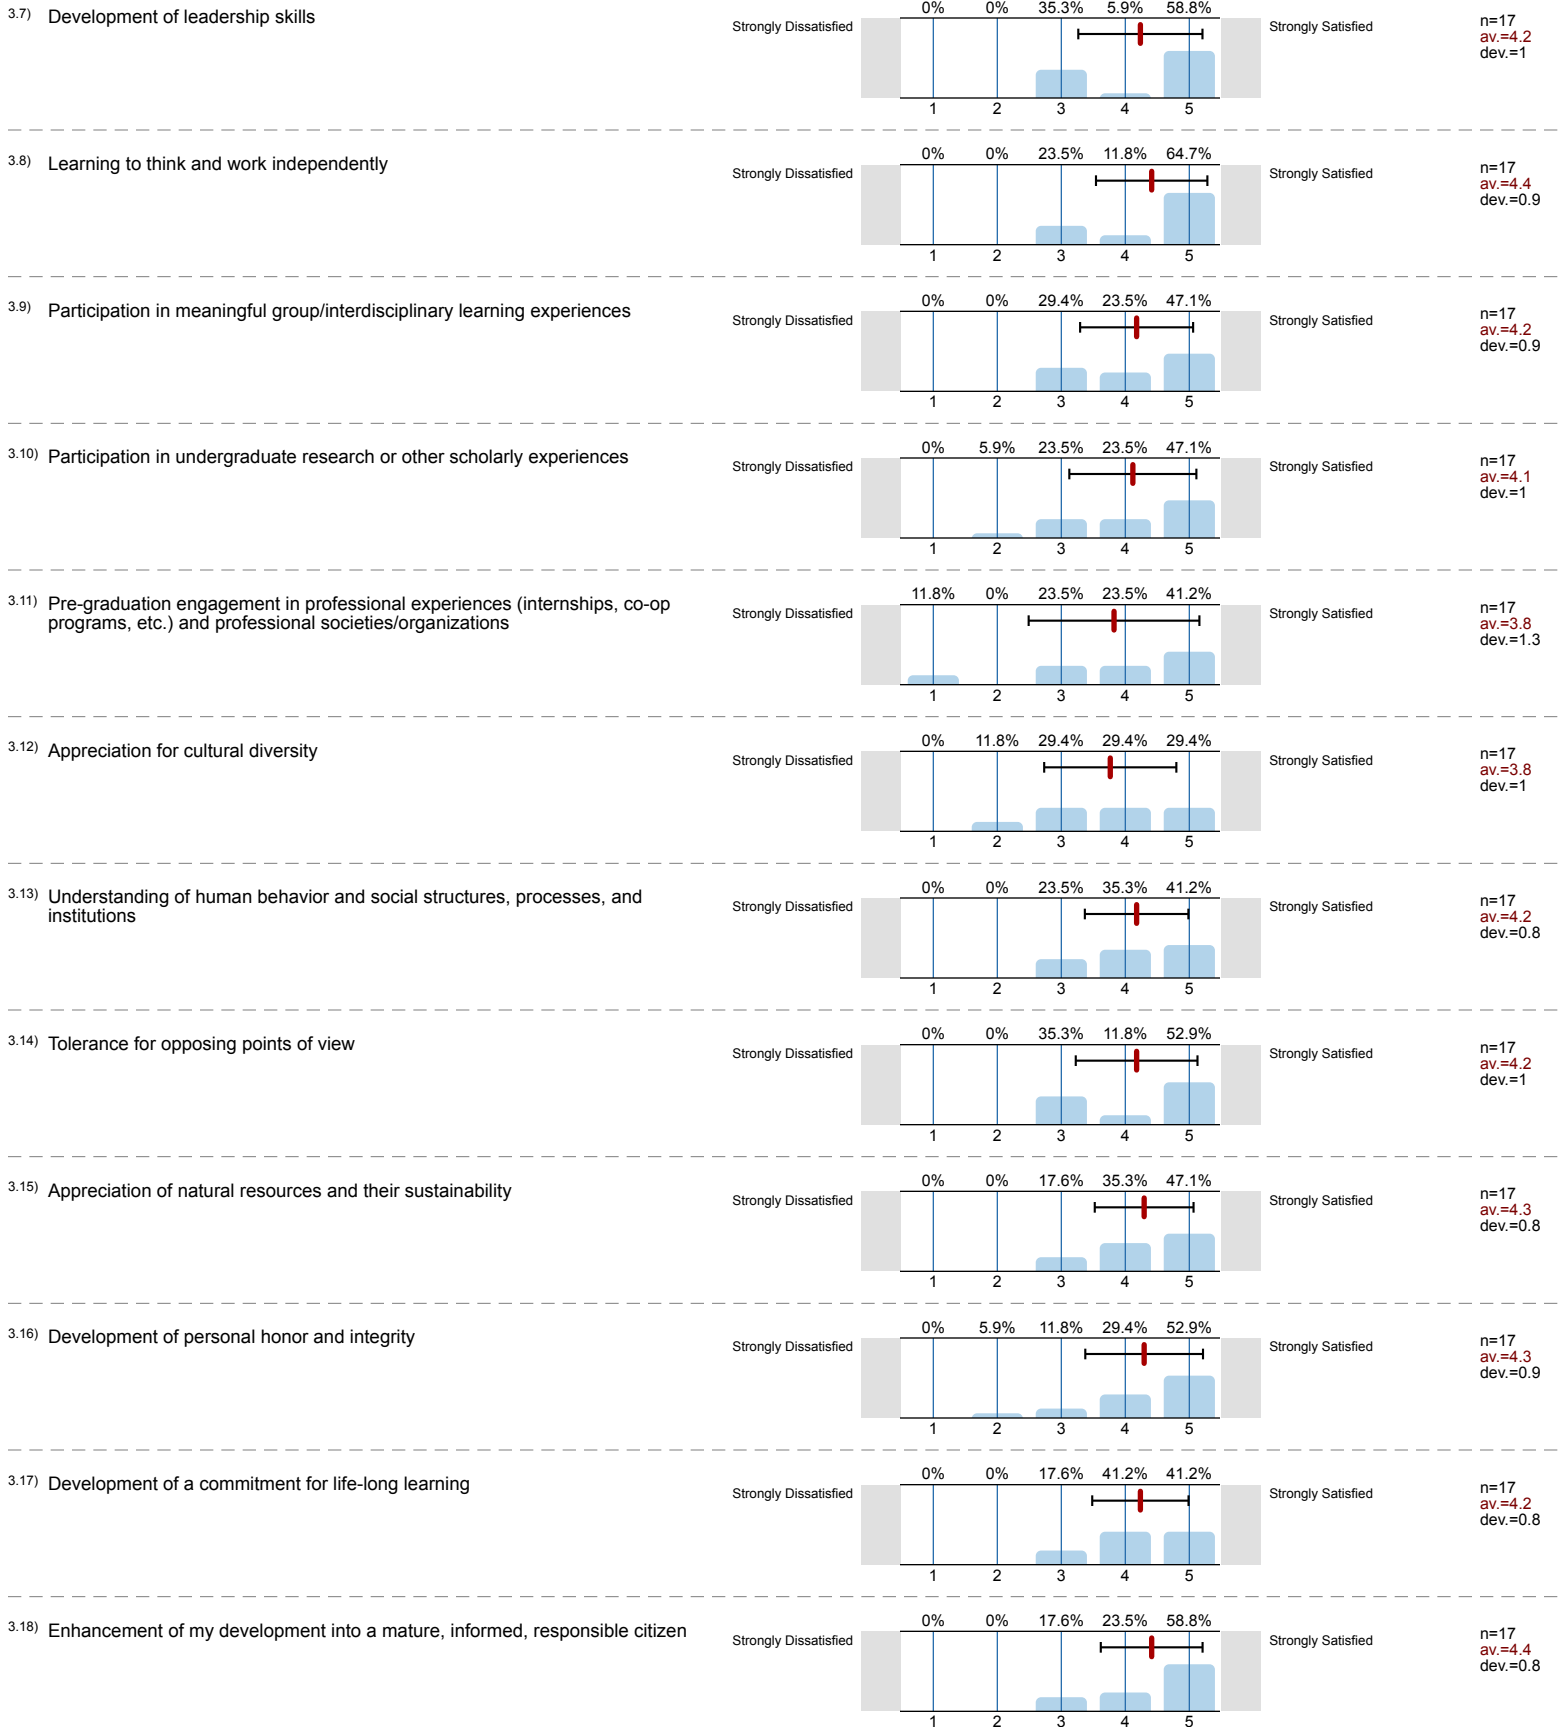 3.7) Development of leadership skills
Strongly Dissatisfied
0% 0% 35.3% 5.9% 58.8%
1 2 3 4 5
Strongly Satisfied
n=17
av.=4.2
dev.=1
3.8) Learning to think and work independently
Strongly Dissatisfied
0% 0% 23.5% 11.8% 64.7%
1 2 3 4 5
Strongly Satisfied
n=17
av.=4.4
dev.=0.9
3.9) Participation in meaningful group/interdisciplinary learning experiences
Strongly Dissatisfied
0% 0% 29.4% 23.5% 47.1%
1 2 3 4 5
Strongly Satisfied
n=17
av.=4.2
dev.=0.9
3.10) Participation in undergraduate research or other scholarly experiences
Strongly Dissatisfied
0% 5.9% 23.5% 23.5% 47.1%
1 2 3 4 5
Strongly Satisfied
n=17
av.=4.1
dev.=1
3.11) Pre-graduation engagement in professional experiences (internships, co-op
programs, etc.) and professional societies/organizations
Strongly Dissatisfied
11.8% 0% 23.5% 23.5% 41.2%
1 2 3 4 5
Strongly Satisfied
n=17
av.=3.8
dev.=1.3
3.12) Appreciation for cultural diversity
Strongly Dissatisfied
0% 11.8% 29.4% 29.4% 29.4%
1 2 3 4 5
Strongly Satisfied
n=17
av.=3.8
dev.=1
3.13) Understanding of human behavior and social structures, processes, and
institutions
Strongly Dissatisfied
0% 0% 23.5% 35.3% 41.2%
1 2 3 4 5
Strongly Satisfied
n=17
av.=4.2
dev.=0.8
3.14) Tolerance for opposing points of view
Strongly Dissatisfied
0% 0% 35.3% 11.8% 52.9%
1 2 3 4 5
Strongly Satisfied
n=17
av.=4.2
dev.=1
3.15) Appreciation of natural resources and their sustainability
Strongly Dissatisfied
0% 0% 17.6% 35.3% 47.1%
1 2 3 4 5
Strongly Satisfied
n=17
av.=4.3
dev.=0.8
3.16) Development of personal honor and integrity
Strongly Dissatisfied
0% 5.9% 11.8% 29.4% 52.9%
1 2 3 4 5
Strongly Satisfied
n=17
av.=4.3
dev.=0.9
3.17) Development of a commitment for life-long learning
Strongly Dissatisfied
0% 0% 17.6% 41.2% 41.2%
1 2 3 4 5
Strongly Satisfied
n=17
av.=4.2
dev.=0.8
3.18) Enhancement of my development into a mature, informed, responsible citizen
Strongly Dissatisfied
0% 0% 17.6% 23.5% 58.8%
1 2 3 4 5
Strongly Satisfied
n=17
av.=4.4
dev.=0.8